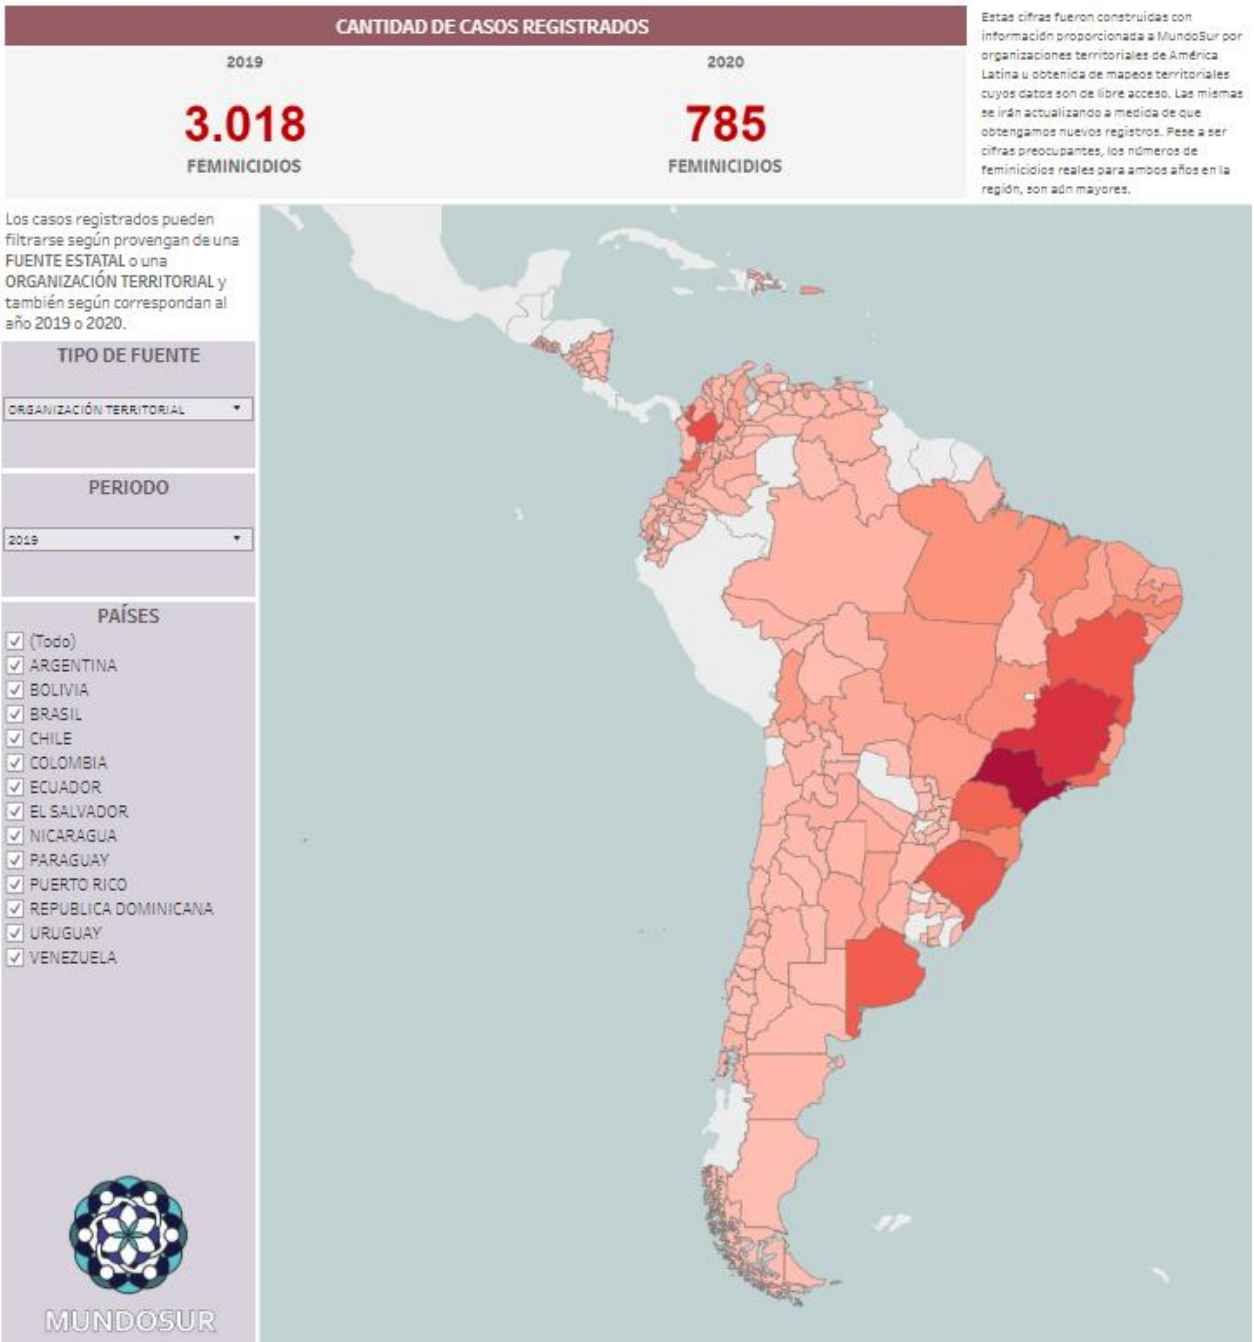 CANTIDAD DE CASOS REGISTRADOS
2019
2020
3.018
785
FEMINICIDIOS
FEMINICIDIOS
Estas cifras fueron construidas con
información proporcionada a MundoSur por
organizaciones territoriales de América
Latina u obtenida de mapeos territoriales
cuyos datos son de libre acceso. Las mismas
se irán actualizando a medida de que
obtengamos nuevos registros. Pese a ser
cifras preocupantes, los números de
feminicidios reales para ambos años en la
región, son aún mayores.
Los casos registrados pueden
filtrarse según provengan de una
FUENTE ESTATAL o una
ORGANIZACIÓN TERRITORIAL y
también según correspondan al
año 2019 o 2020.
TIPO DE FUENTE
ORGANIZACIÓN TERRITORIAL
PERIODO
2019
PAÍSES
(Todo)
ARGENTINA
BOLIVIA
BRASIL
CHILE
COLOMBIA
ECUADOR
EL SALVADOR
NICARAGUA
PARAGUAY
PUERTO RICO
REPUBLICA DOMINICANA
URUGUAY
VENEZUELA
MUNDOSUR